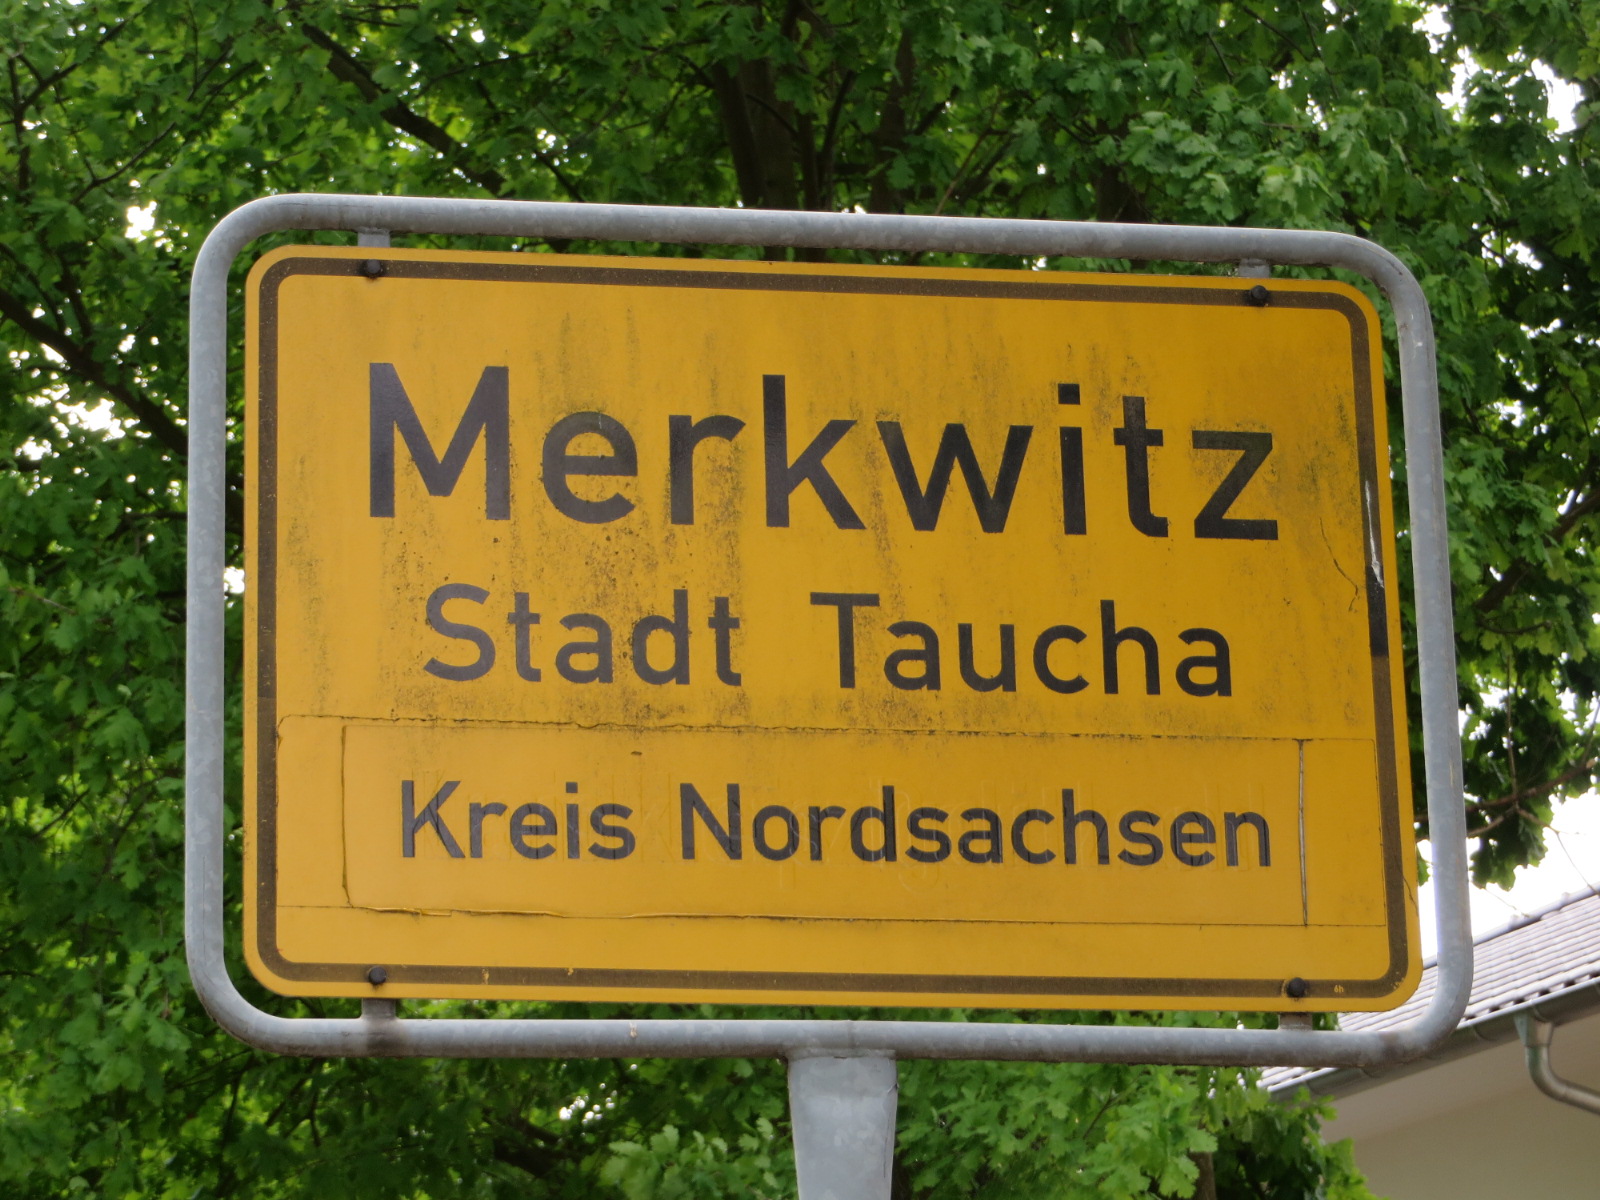 Merkwitz
Stadt Taucha
Kreis Nordsachsen